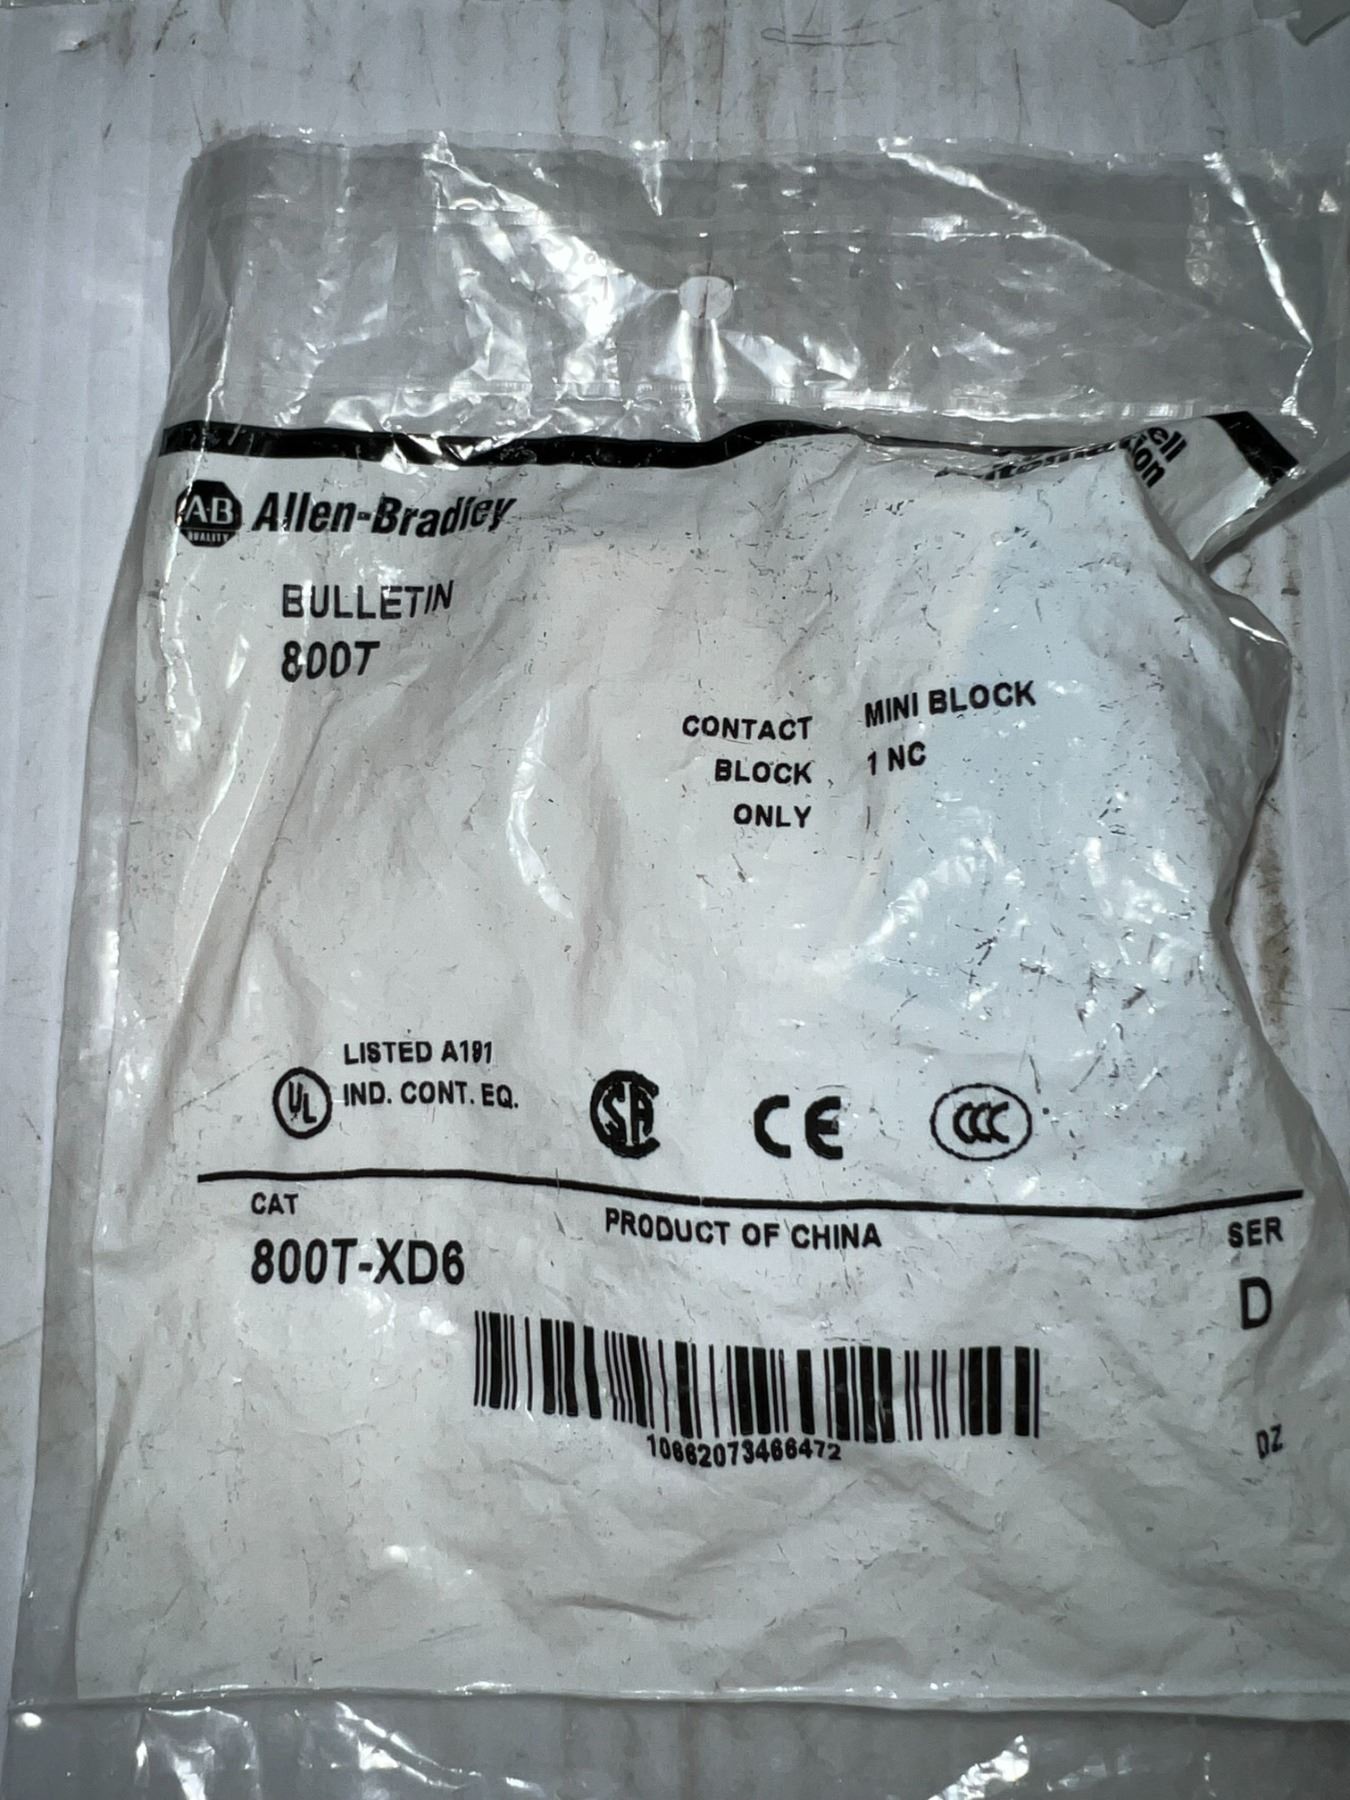 AB
QUALITY
Allen-Bradley
BULLETIN
800T
CONTACT
BLOCK
ONLY
MINI BLOCK
1 NC
LISTED A191
IND. CONT. EQ.
UL
CE
CCC
CAT
800T-XD6
PRODUCT OF CHINA
SER
D
10662073466472
DZ